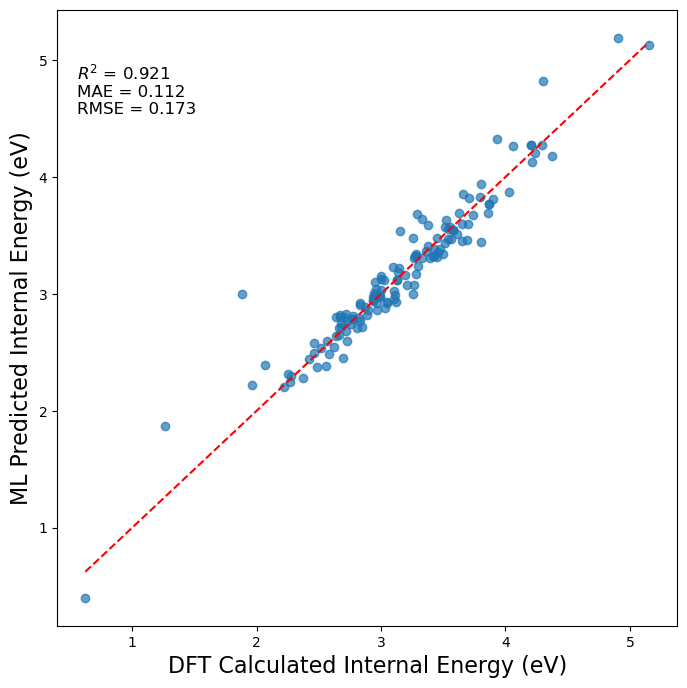 R² = 0.921
MAE = 0.112
RMSE = 0.173
5
4
3
2
1
ML Predicted Internal Energy (eV)
1 2 3 4 5
DFT Calculated Internal Energy (eV)